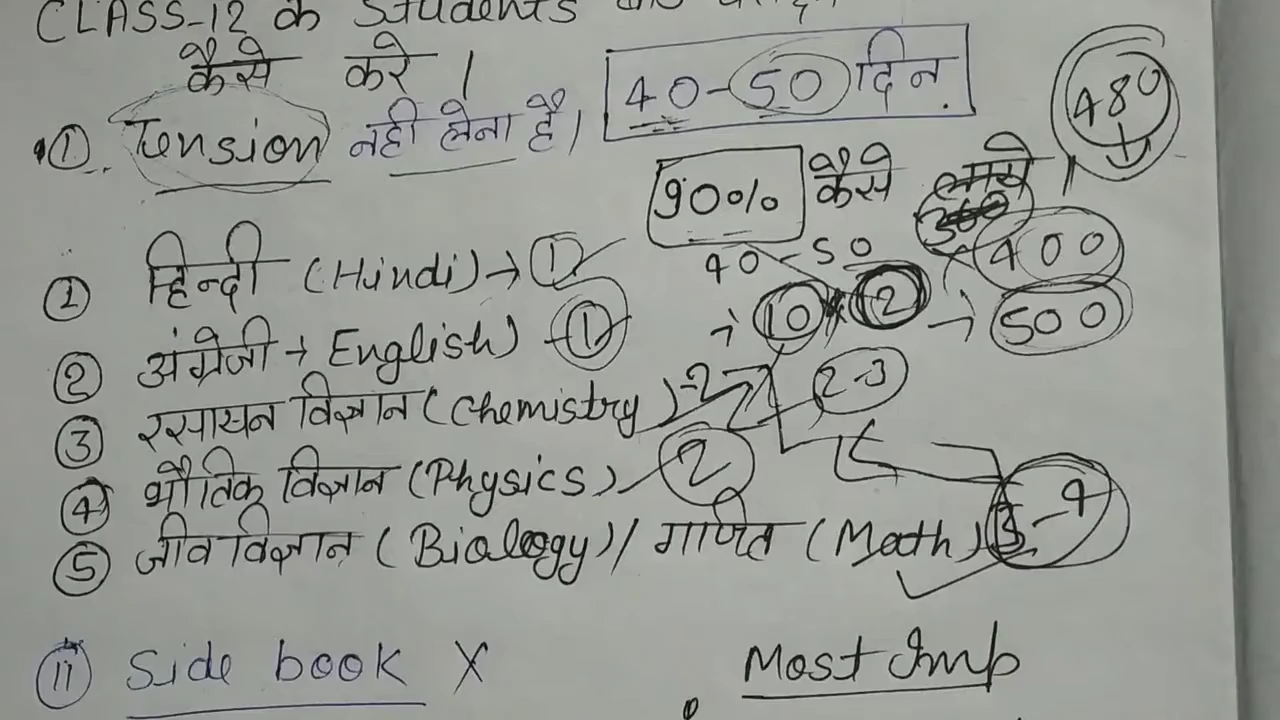 CLASS-12 के Students
कैसे करे |
40-50 दिन.
480
① Tension नही लेना है |
90% कैसे लाये |
40-50
400
① हिन्दी (Hindi) → ①
10 12 → 500
② अंग्रेजी → English) ①
③ रसायन विज्ञान (Chemistry) -2
2-3
④ भौतिक विज्ञान (Physics) 2
⑤ जीव विज्ञान (Biology) / गणित (Math) 3-4
⑪ Side book X
Most Imp